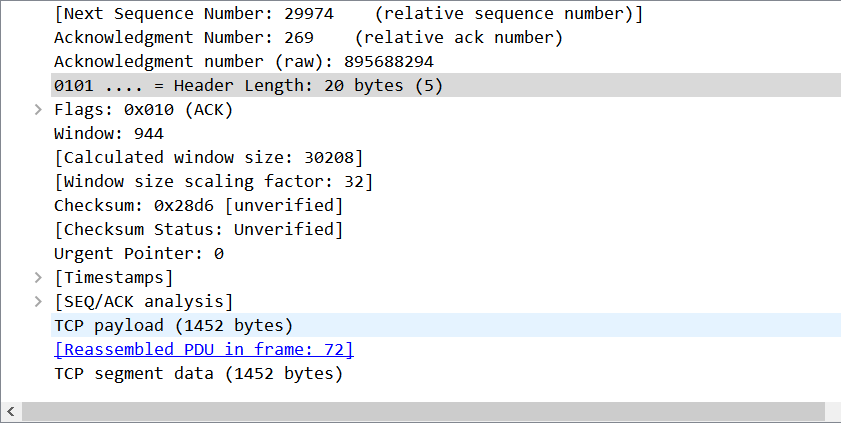 [Next Sequence Number: 29974    (relative sequence number)]
Acknowledgment Number: 269    (relative ack number)
Acknowledgment number (raw): 895688294
0101 .... = Header Length: 20 bytes (5)
Flags: 0x010 (ACK)
Window: 944
[Calculated window size: 30208]
[Window size scaling factor: 32]
Checksum: 0x28d6 [unverified]
[Checksum Status: Unverified]
Urgent Pointer: 0
[Timestamps]
[SEQ/ACK analysis]
TCP payload (1452 bytes)
[Reassembled PDU in frame: 72]
TCP segment data (1452 bytes)